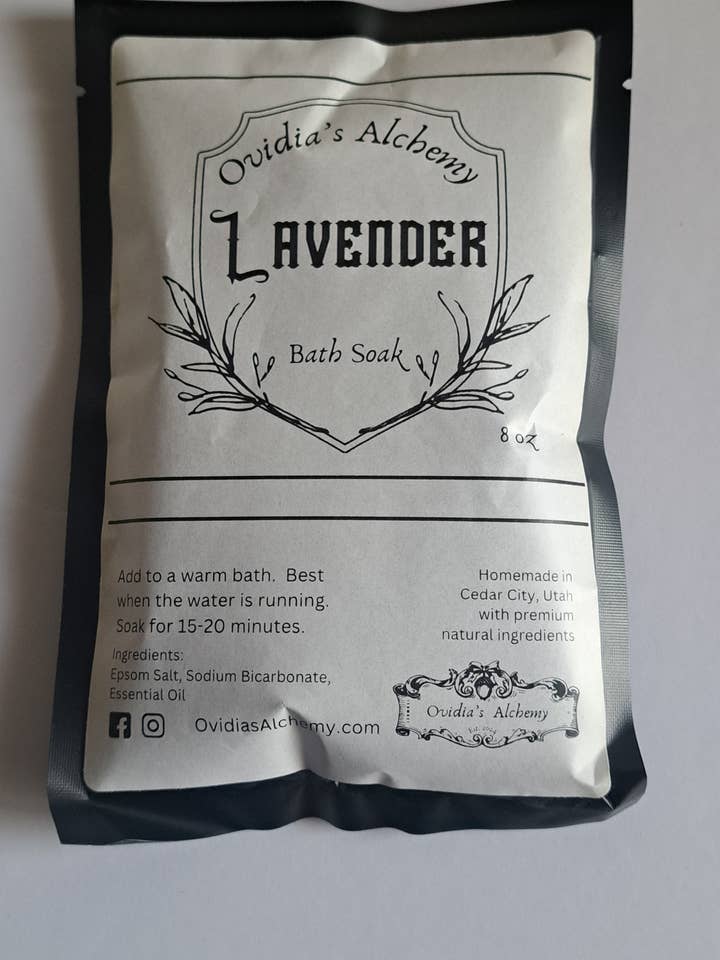 Ovidia's Alchemy
LAVENDER
Bath Soak
8 oz
Add to a warm bath. Best
when the water is running.
Soak for 15-20 minutes.
Ingredients:
Epsom Salt, Sodium Bicarbonate,
Essential Oil
OvidiasAlchemy.com
Homemade in
Cedar City, Utah
with premium
natural ingredients
Ovidia's Alchemy